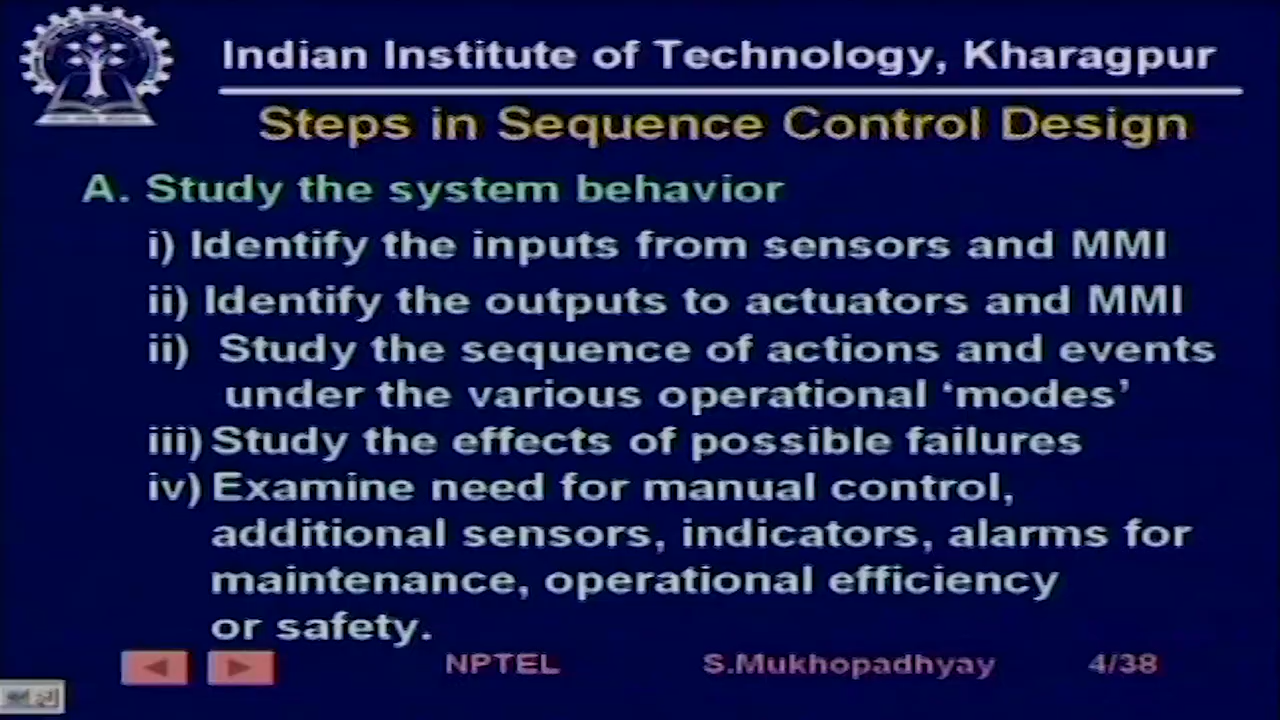 Indian Institute of Technology, Kharagpur
Steps in Sequence Control Design
A. Study the system behavior
i) Identify the inputs from sensors and MMI
ii) Identify the outputs to actuators and MMI
ii) Study the sequence of actions and events
under the various operational ‘modes’
iii) Study the effects of possible failures
iv) Examine need for manual control,
additional sensors, indicators, alarms for
maintenance, operational efficiency
or safety.
NPTEL S.Mukhopadhyay 4/38